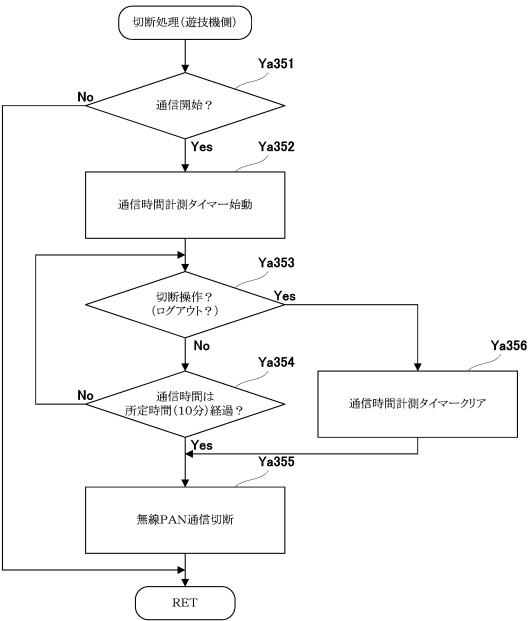 切断処理(遊技機側)
Ya351
通信開始？
No
Yes
Ya352
通信時間計測タイマー始動
Ya353
切断操作？
(ログアウト？)
Yes
No
Ya354
通信時間は
所定時間(10分)経過？
No
Yes
Ya356
通信時間計測タイマークリア
Ya355
無線PAN通信切断
RET